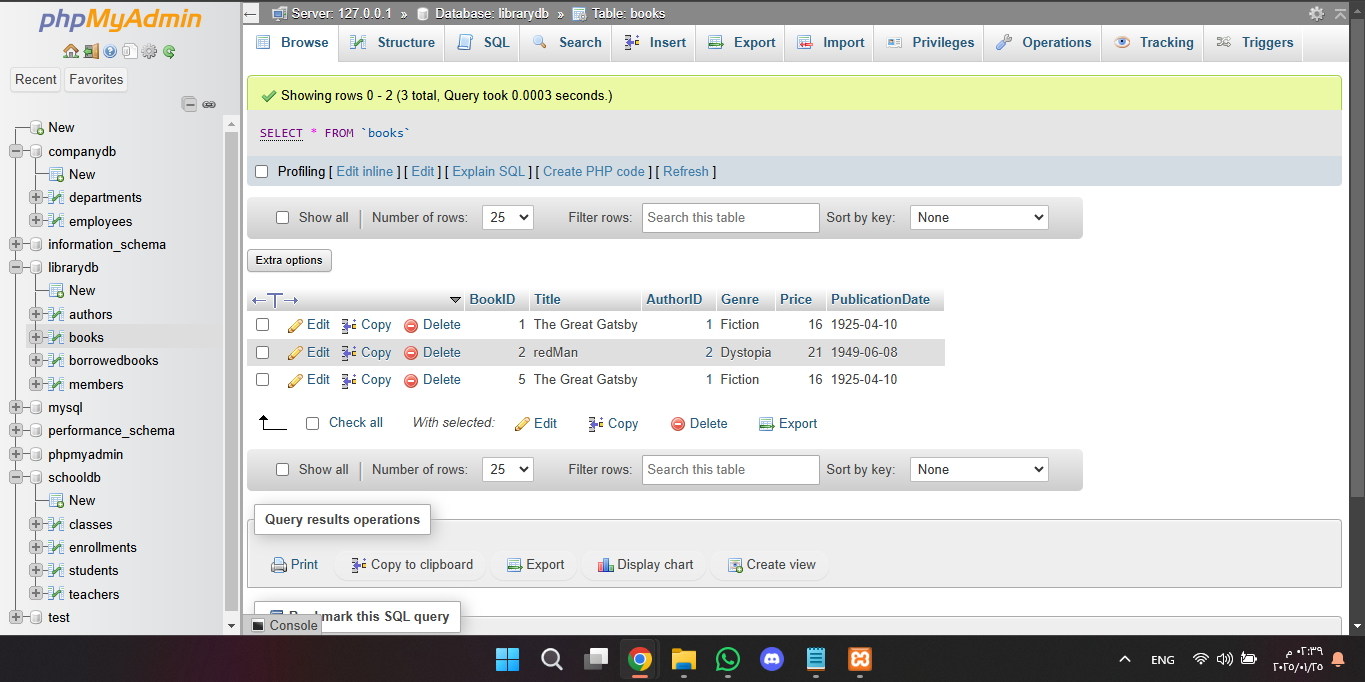 phpMyAdmin
Recent Favorites
New
companydb
New
departments
employees
information_schema
librarydb
New
authors
books
borrowedbooks
members
mysql
performance_schema
phpmyadmin
schooldb
New
classes
enrollments
students
teachers
test
Server: 127.0.0.1 » Database: librarydb » Table: books
Browse Structure SQL Search Insert Export Import Privileges Operations Tracking Triggers
Showing rows 0 - 2 (3 total, Query took 0.0003 seconds.)
SELECT * FROM `books`
Profiling [ Edit inline ] [ Edit ] [ Explain SQL ] [ Create PHP code ] [ Refresh ]
Show all Number of rows: 25 Filter rows: Search this table Sort by key: None
Extra options
BookID Title AuthorID Genre Price PublicationDate
Edit Copy Delete 1 The Great Gatsby 1 Fiction 16 1925-04-10
Edit Copy Delete 2 redMan 2 Dystopia 21 1949-06-08
Edit Copy Delete 5 The Great Gatsby 1 Fiction 16 1925-04-10
Check all With selected: Edit Copy Delete Export
Show all Number of rows: 25 Filter rows: Search this table Sort by key: None
Query results operations
Print Copy to clipboard Export Display chart Create view
mark this SQL query
Console
ENG
٠٢:٣٩ م
٢٠٢٥/٠١/٢٥